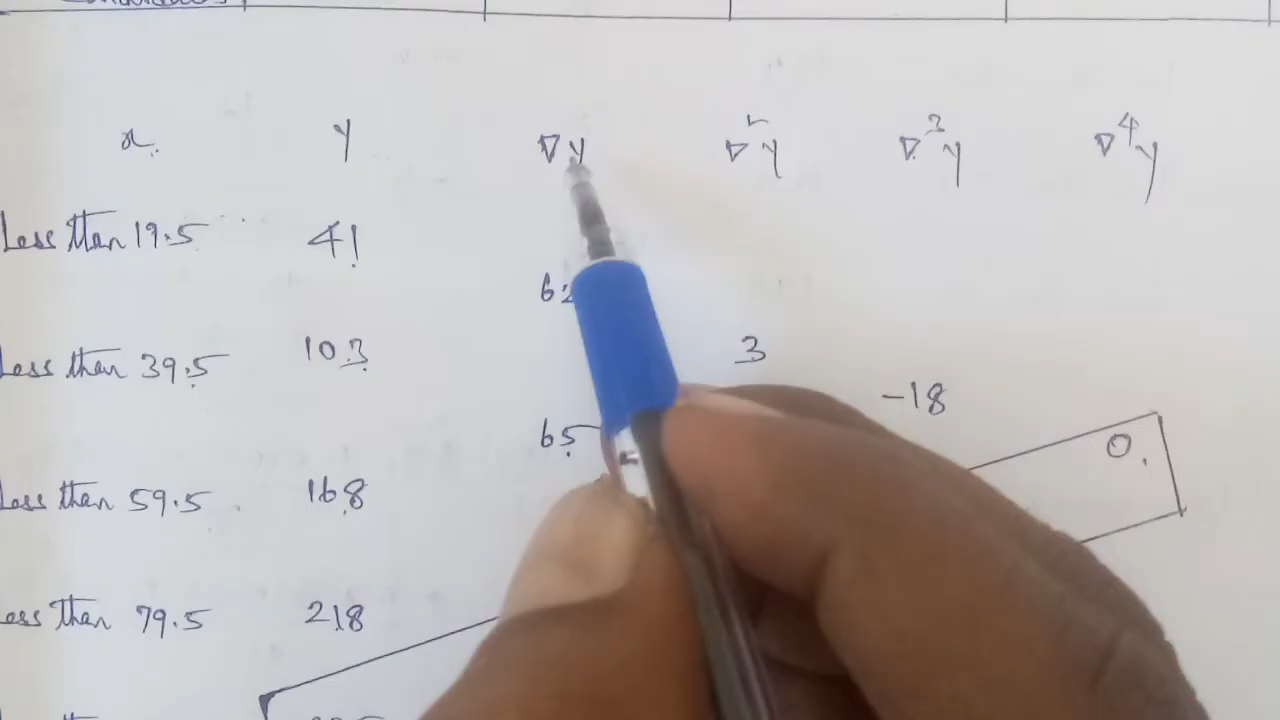 x y ∇y ∇²y ∇³y ∇⁴y
Less than 19.5 41
Less than 39.5 103 3
-18
65 0
Less than 59.5 168
Less than 79.5 218